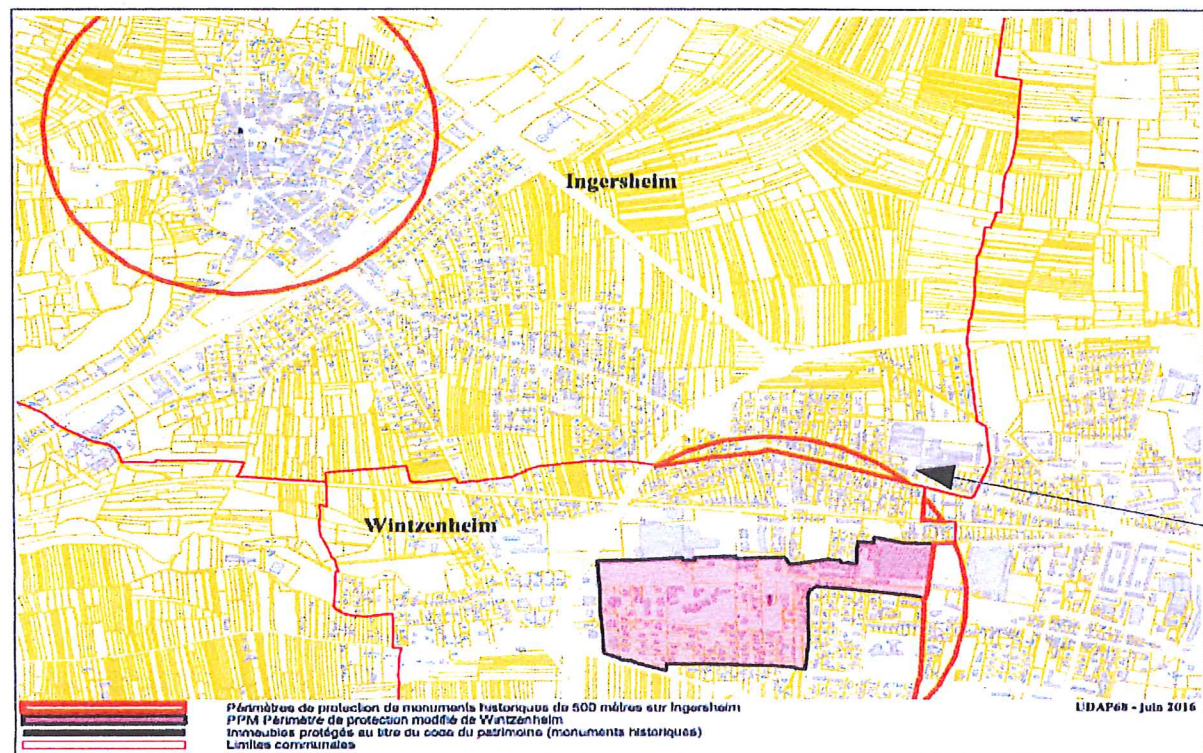 Ingersheim
Wintzenheim
Périmètres de protection de monuments historiques de 500 mètres sur Ingersheim
PPM Périmètre de protection modifié de Wintzenheim
Immeubles protégés au titre du code du patrimoine (monuments historiques)
Limites communales
UDAP68 - juin 2016